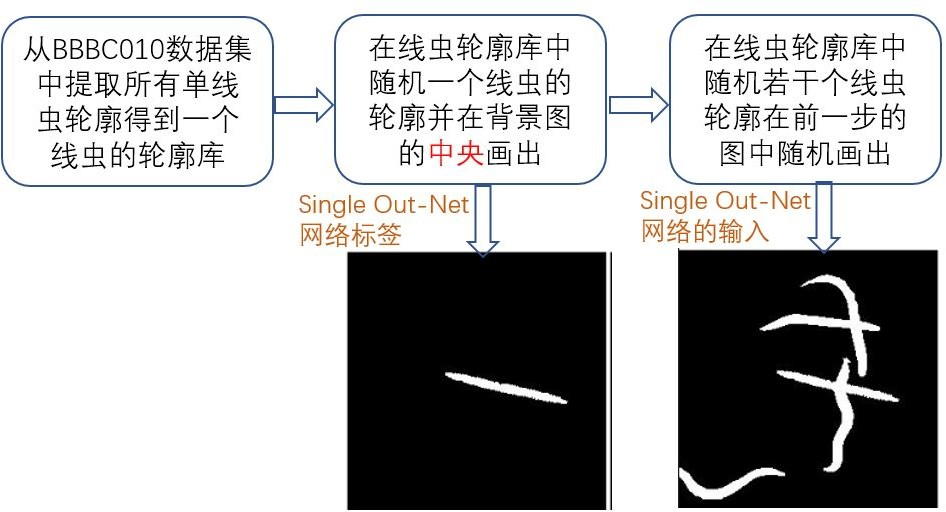 从BBBC010数据集
中提取所有单线
虫轮廓得到一个
线虫的轮廓库
在线虫轮廓库中
随机一个线虫的
轮廓并在背景图
的中央画出
在线虫轮廓库中
随机若干个线虫
轮廓在前一步的
图中随机画出
Single Out-Net
网络标签
Single Out-Net
网络的输入